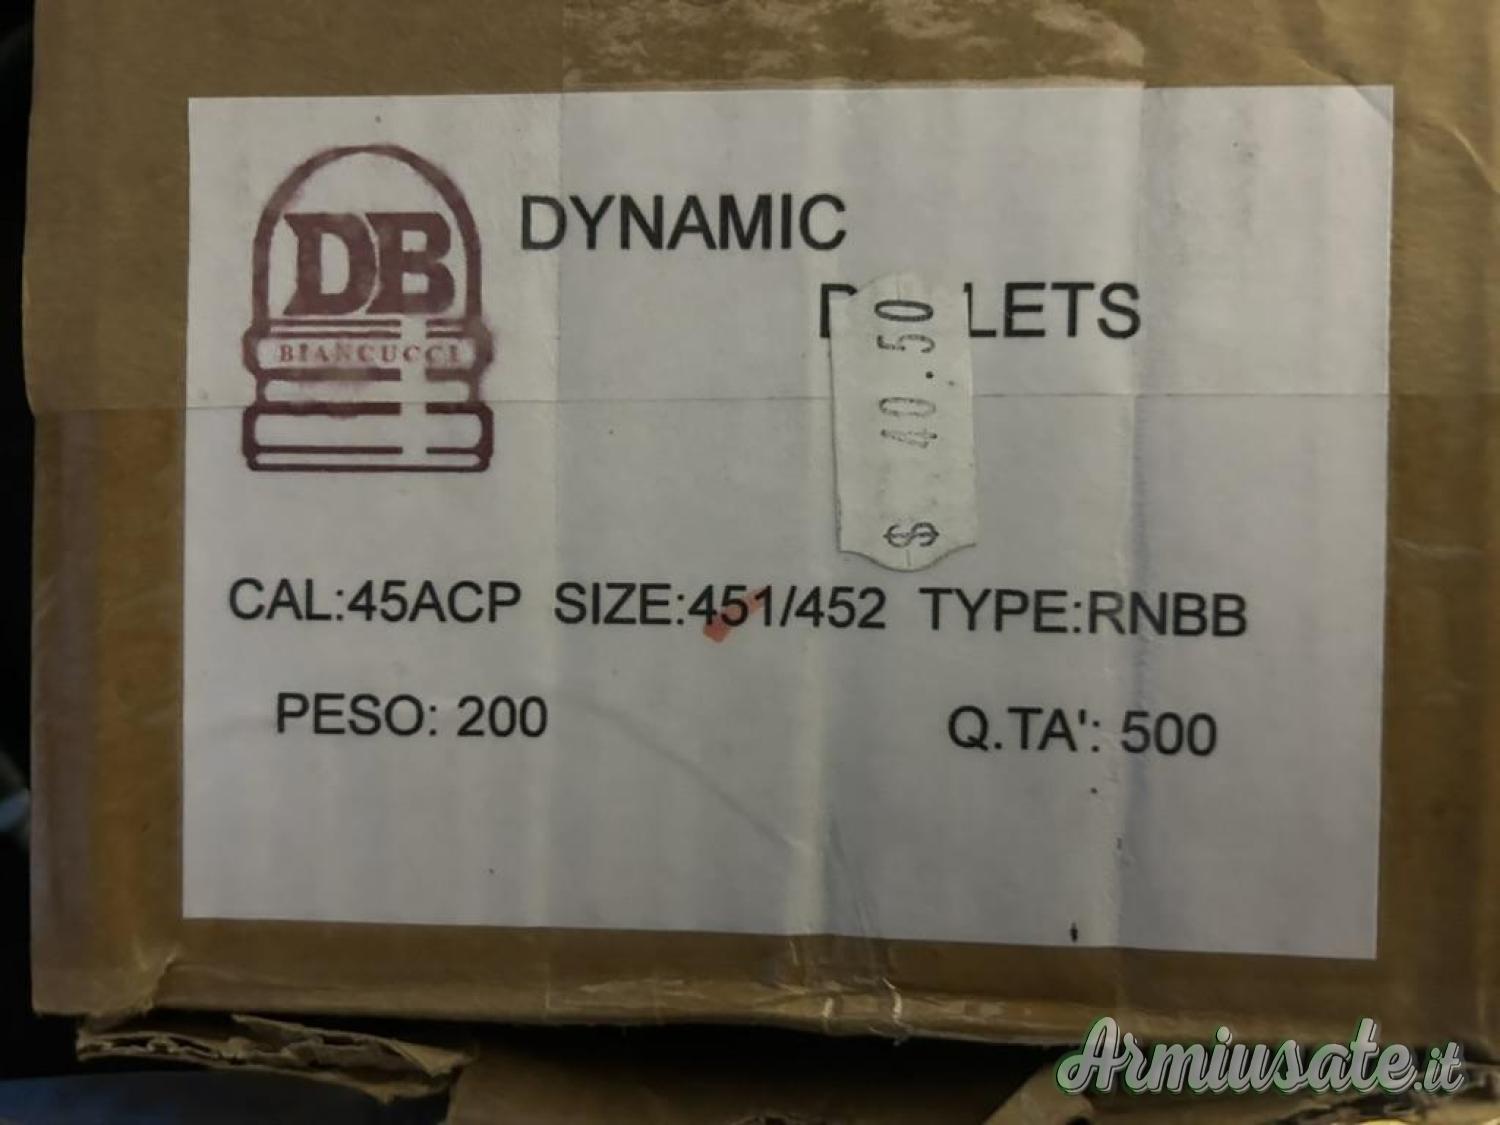 DB
BIANCUCCI
DYNAMIC
LETS
$ 40.50
CAL:45ACP SIZE:451/452 TYPE:RNBB
PESO: 200
Q.TA': 500
Armiusate.it